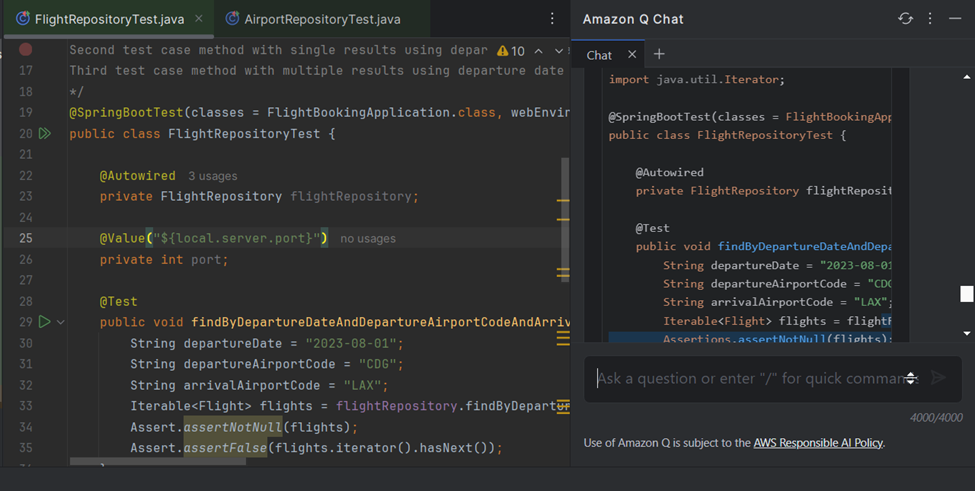 FlightRepositoryTest.java
AirportRepositoryTest.java
Second test case method with single results using depar
10
17 Third test case method with multiple results using departure date
18 */
19 @SpringBootTest(classes = FlightBookingApplication.class, webEnvir
20 public class FlightRepositoryTest {
21
22 @Autowired 3 usages
23 private FlightRepository flightRepository;
24
25 @Value("${local.server.port}") no usages
26 private int port;
27
28 @Test
29 public void findByDepartureDateAndDepartureAirportCodeAndArriv
30 String departureDate = "2023-08-01";
31 String departureAirportCode = "CDG";
32 String arrivalAirportCode = "LAX";
33 Iterable<Flight> flights = flightRepository.findByDepartur
34 Assert.assertNotNull(flights);
35 Assert.assertFalse(flights.iterator().hasNext());
Amazon Q Chat
Chat
import java.util.Iterator;
@SpringBootTest(classes = FlightBookingApp
public class FlightRepositoryTest {
@Autowired
private FlightRepository flightReposit
@Test
public void findByDepartureDateAndDepa
String departureDate = "2023-08-01
String departureAirportCode = "CDG
String arrivalAirportCode = "LAX";
Iterable<Flight> flights = flightR
Assertions.assertNotNull(flights);
Ask a question or enter "/" for quick comman
4000/4000
Use of Amazon Q is subject to the AWS Responsible AI Policy.